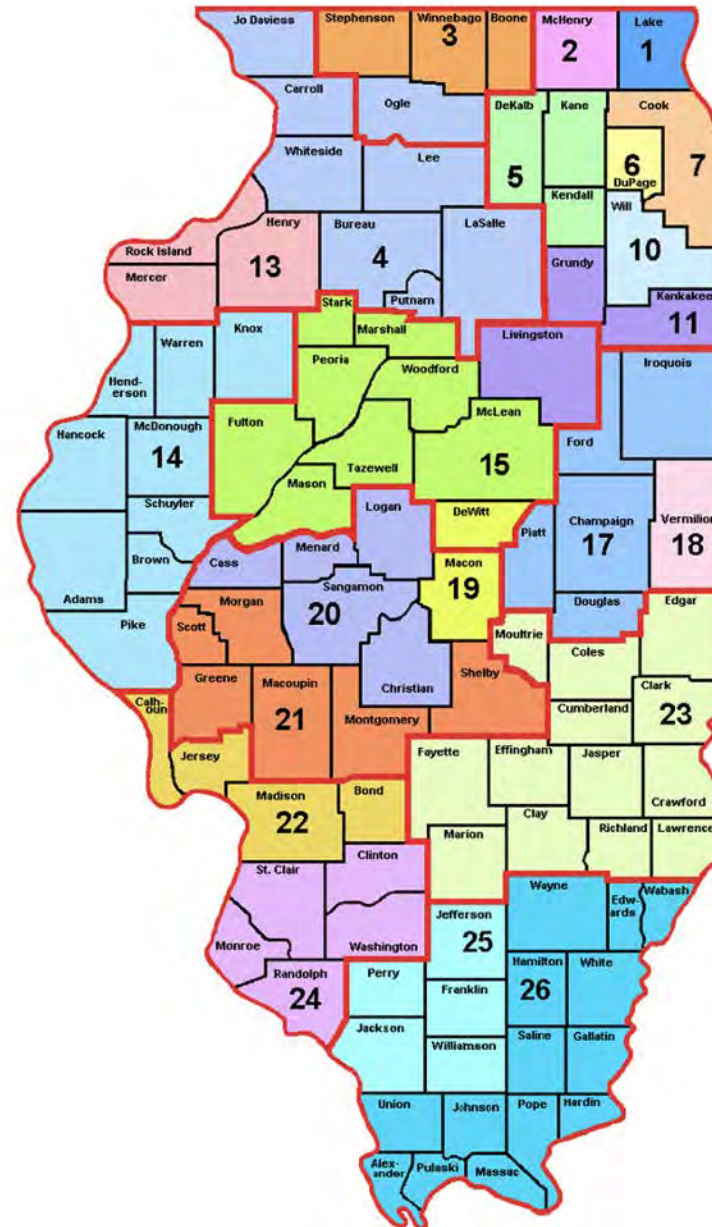 Jo Daviess
Stephenson
Winnebago
Boone
McHenry
Lake
3
2
1
Carroll
Ogle
DeKalb
Kane
Cook
Whiteside
Lee
5
6
7
DuPage
Kendall
Will
Henry
Bureau
LaSalle
Rock Island
13
4
10
Mercer
Putnam
Grundy
Kankakee
11
Stark
Marshall
Knox
Warren
Livingston
Peoria
Woodford
Iroquois
Hend-
erson
McLean
Hancock
McDonough
Fulton
Ford
14
Tazewell
15
Mason
Schuyler
Logan
DeWitt
Piatt
Champaign
Vermilion
17
18
Brown
Cass
Menard
Macon
Sangamon
19
Adams
20
Douglas
Edgar
Pike
Morgan
Scott
Moultrie
Coles
Greene
Macoupin
Christian
Shelby
Clark
Calh-
oun
21
Montgomery
Cumberland
23
Jersey
Fayette
Effingham
Jasper
Madison
Bond
Crawford
22
Clay
Marion
Richland
Lawrence
Clinton
St. Clair
Wayne
Edw-
ards
Wabash
Jefferson
25
Monroe
Washington
Hamilton
White
Randolph
Perry
26
24
Franklin
Jackson
Saline
Gallatin
Williamson
Union
Johnson
Pope
Hardin
Alex-
ander
Pulaski
Massac